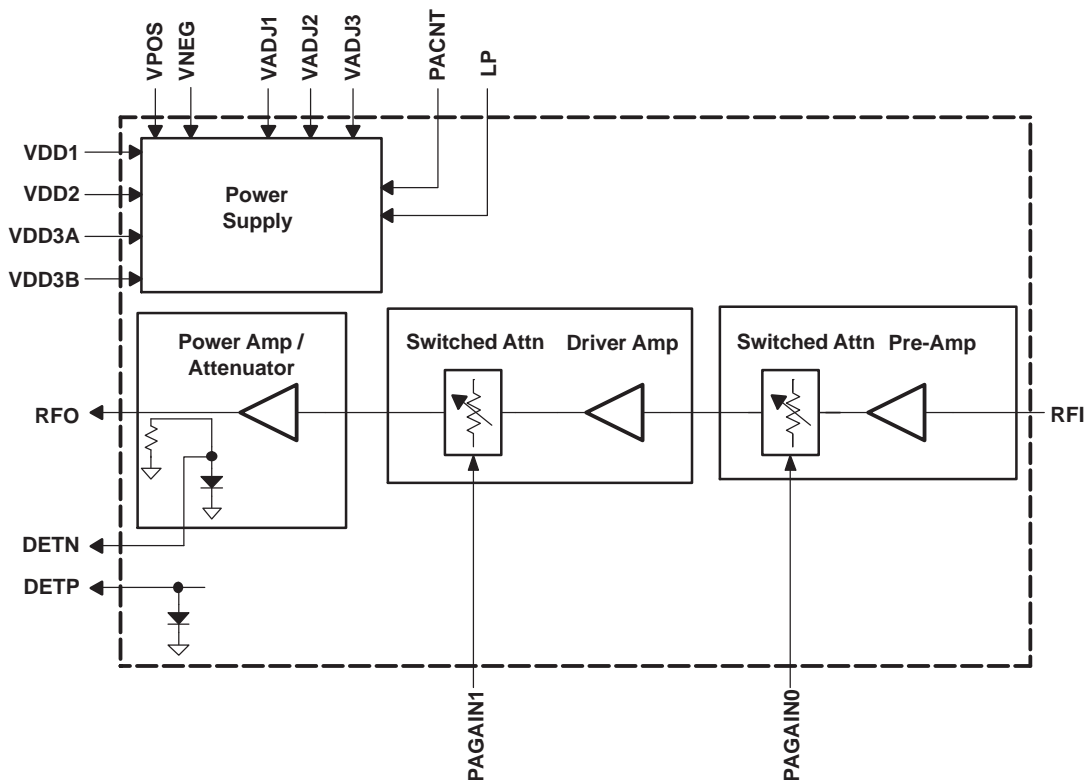 VPOS
VNEG
VADJ1
VADJ2
VADJ3
PACNT
LP
VDD1
VDD2
VDD3A
VDD3B
Power
Supply
Power Amp /
Attenuator
Switched Attn
Driver Amp
Switched Attn
Pre-Amp
RFO
RFI
DETN
DETP
PAGAIN1
PAGAIN0